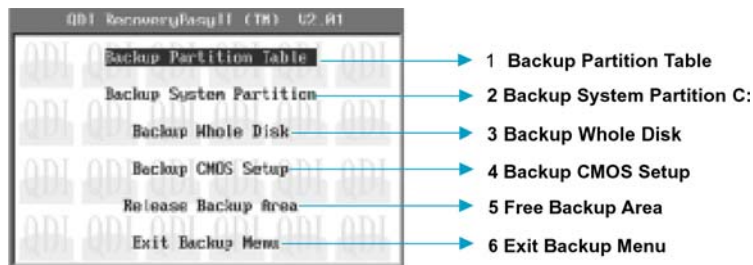 QDI RecoveryEasyII (TM) V2.01
Backup Partition Table
1 Backup Partition Table
Backup System Partition
2 Backup System Partition C:
Backup Whole Disk
3 Backup Whole Disk
Backup CMOS Setup
4 Backup CMOS Setup
Release Backup Area
5 Free Backup Area
Exit Backup Menu
6 Exit Backup Menu